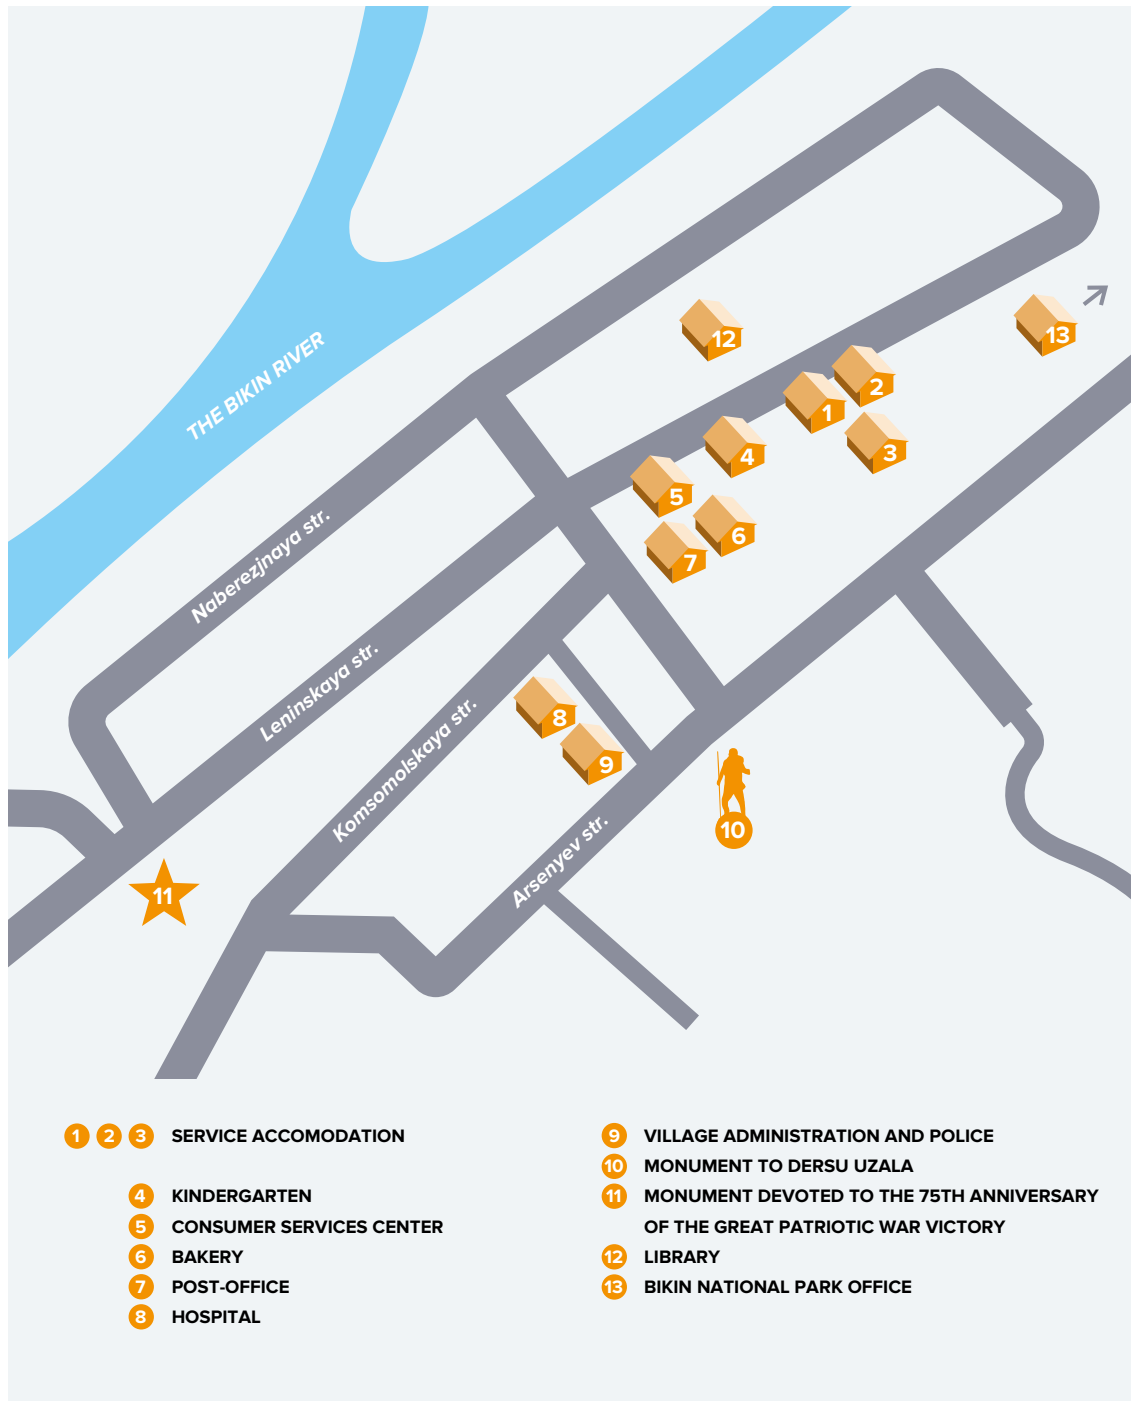 12
13
2
1
3
4
5
6
7
THE BIKIN RIVER
Naberezjnaya str.
Leninskaya str.
Komsomolskaya str.
8
9
Arsenyev str.
10
11
1 2 3 SERVICE ACCOMODATION
4 KINDERGARTEN
5 CONSUMER SERVICES CENTER
6 BAKERY
7 POST-OFFICE
8 HOSPITAL
9 VILLAGE ADMINISTRATION AND POLICE
10 MONUMENT TO DERSU UZALA
11 MONUMENT DEVOTED TO THE 75TH ANNIVERSARY
OF THE GREAT PATRIOTIC WAR VICTORY
12 LIBRARY
13 BIKIN NATIONAL PARK OFFICE